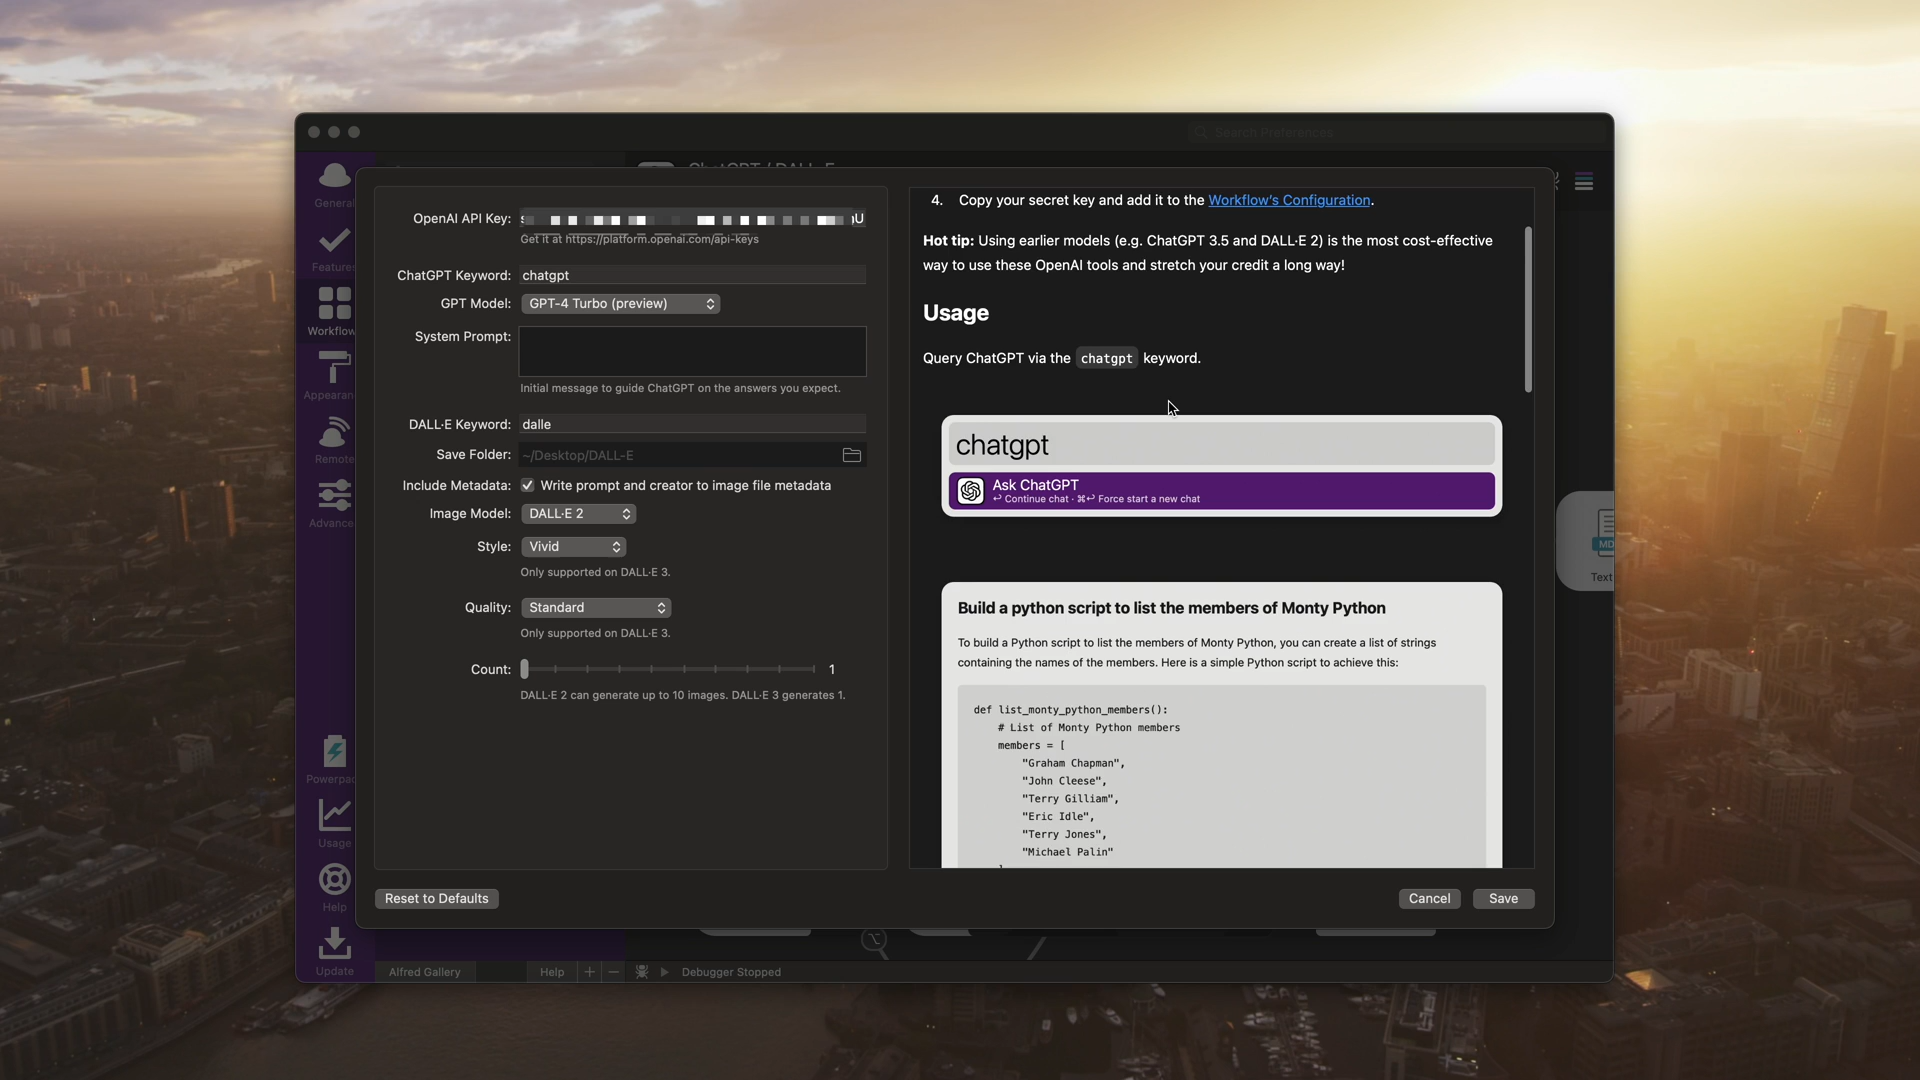 Search Preferences
ChatGPT / DALL-E
General
Features
Workflow
Appearan
Remote
Advance
Powerpac
Usage
Help
Update
OpenAI API Key:
Get it at https://platform.openai.com/api-keys
ChatGPT Keyword: chatgpt
GPT Model: GPT-4 Turbo (preview)
System Prompt:
Initial message to guide ChatGPT on the answers you expect.
DALL·E Keyword: dalle
Save Folder: ~/Desktop/DALL-E
Include Metadata: Write prompt and creator to image file metadata
Image Model: DALL·E 2
Style: Vivid
Only supported on DALL·E 3.
Quality: Standard
Only supported on DALL·E 3.
Count: 1
DALL·E 2 can generate up to 10 images. DALL·E 3 generates 1.
4. Copy your secret key and add it to the Workflow's Configuration.
Hot tip: Using earlier models (e.g. ChatGPT 3.5 and DALL·E 2) is the most cost-effective
way to use these OpenAI tools and stretch your credit a long way!
Usage
Query ChatGPT via the chatgpt keyword.
chatgpt
Ask ChatGPT
↩ Continue chat · ⌘↩ Force start a new chat
Build a python script to list the members of Monty Python
To build a Python script to list the members of Monty Python, you can create a list of strings
containing the names of the members. Here is a simple Python script to achieve this:
def list_monty_python_members():
# List of Monty Python members
members = [
"Graham Chapman",
"John Cleese",
"Terry Gilliam",
"Eric Idle",
"Terry Jones",
"Michael Palin"
MD
Text
Reset to Defaults
Cancel
Save
Alfred Gallery
Help
+
−
Debugger Stopped